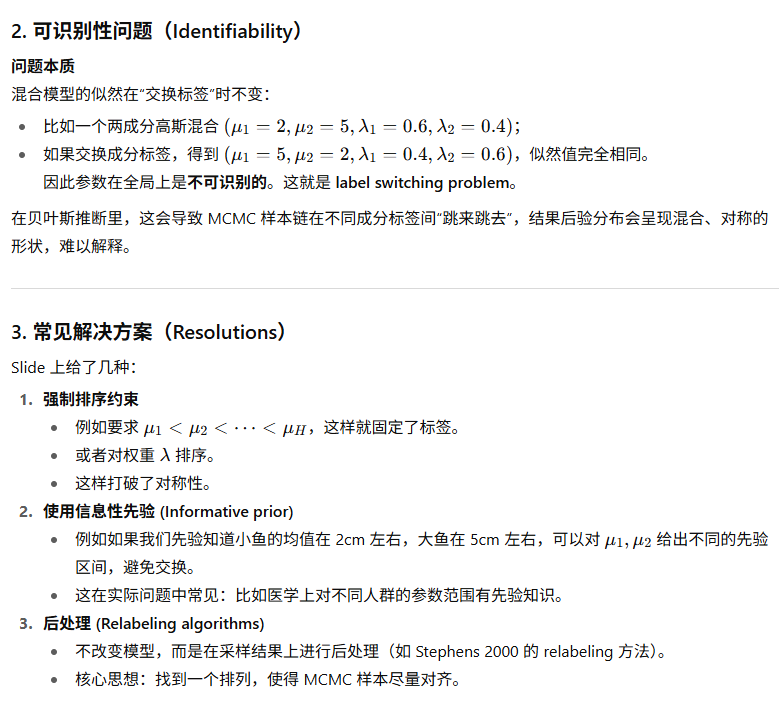 2. 可识别性问题（Identifiability）
问题本质
混合模型的似然在“交换标签”时不变：
• 比如一个两成分高斯混合 (μ₁ = 2, μ₂ = 5, λ₁ = 0.6, λ₂ = 0.4)；
• 如果交换成分标签，得到 (μ₁ = 5, μ₂ = 2, λ₁ = 0.4, λ₂ = 0.6)，似然值完全相同。
因此参数在全局上是不可识别的。这就是 label switching problem。
在贝叶斯推断里，这会导致 MCMC 样本链在不同成分标签间“跳来跳去”，结果后验分布会呈现混合、对称的
形状，难以解释。
3. 常见解决方案（Resolutions）
Slide 上给了几种：
1. 强制排序约束
• 例如要求 μ₁ < μ₂ < ⋯ < μ_H，这样就固定了标签。
• 或者对权重 λ 排序。
• 这样打破了对称性。
2. 使用信息性先验 (Informative prior)
• 例如如果我们先验知道小鱼的均值在 2cm 左右，大鱼在 5cm 左右，可以对 μ₁, μ₂ 给出不同的先验
区间，避免交换。
• 这在实际问题中常见：比如医学上对不同人群的参数范围有先验知识。
3. 后处理 (Relabeling algorithms)
• 不改变模型，而是在采样结果上进行后处理（如 Stephens 2000 的 relabeling 方法）。
• 核心思想：找到一个排列，使得 MCMC 样本尽量对齐。